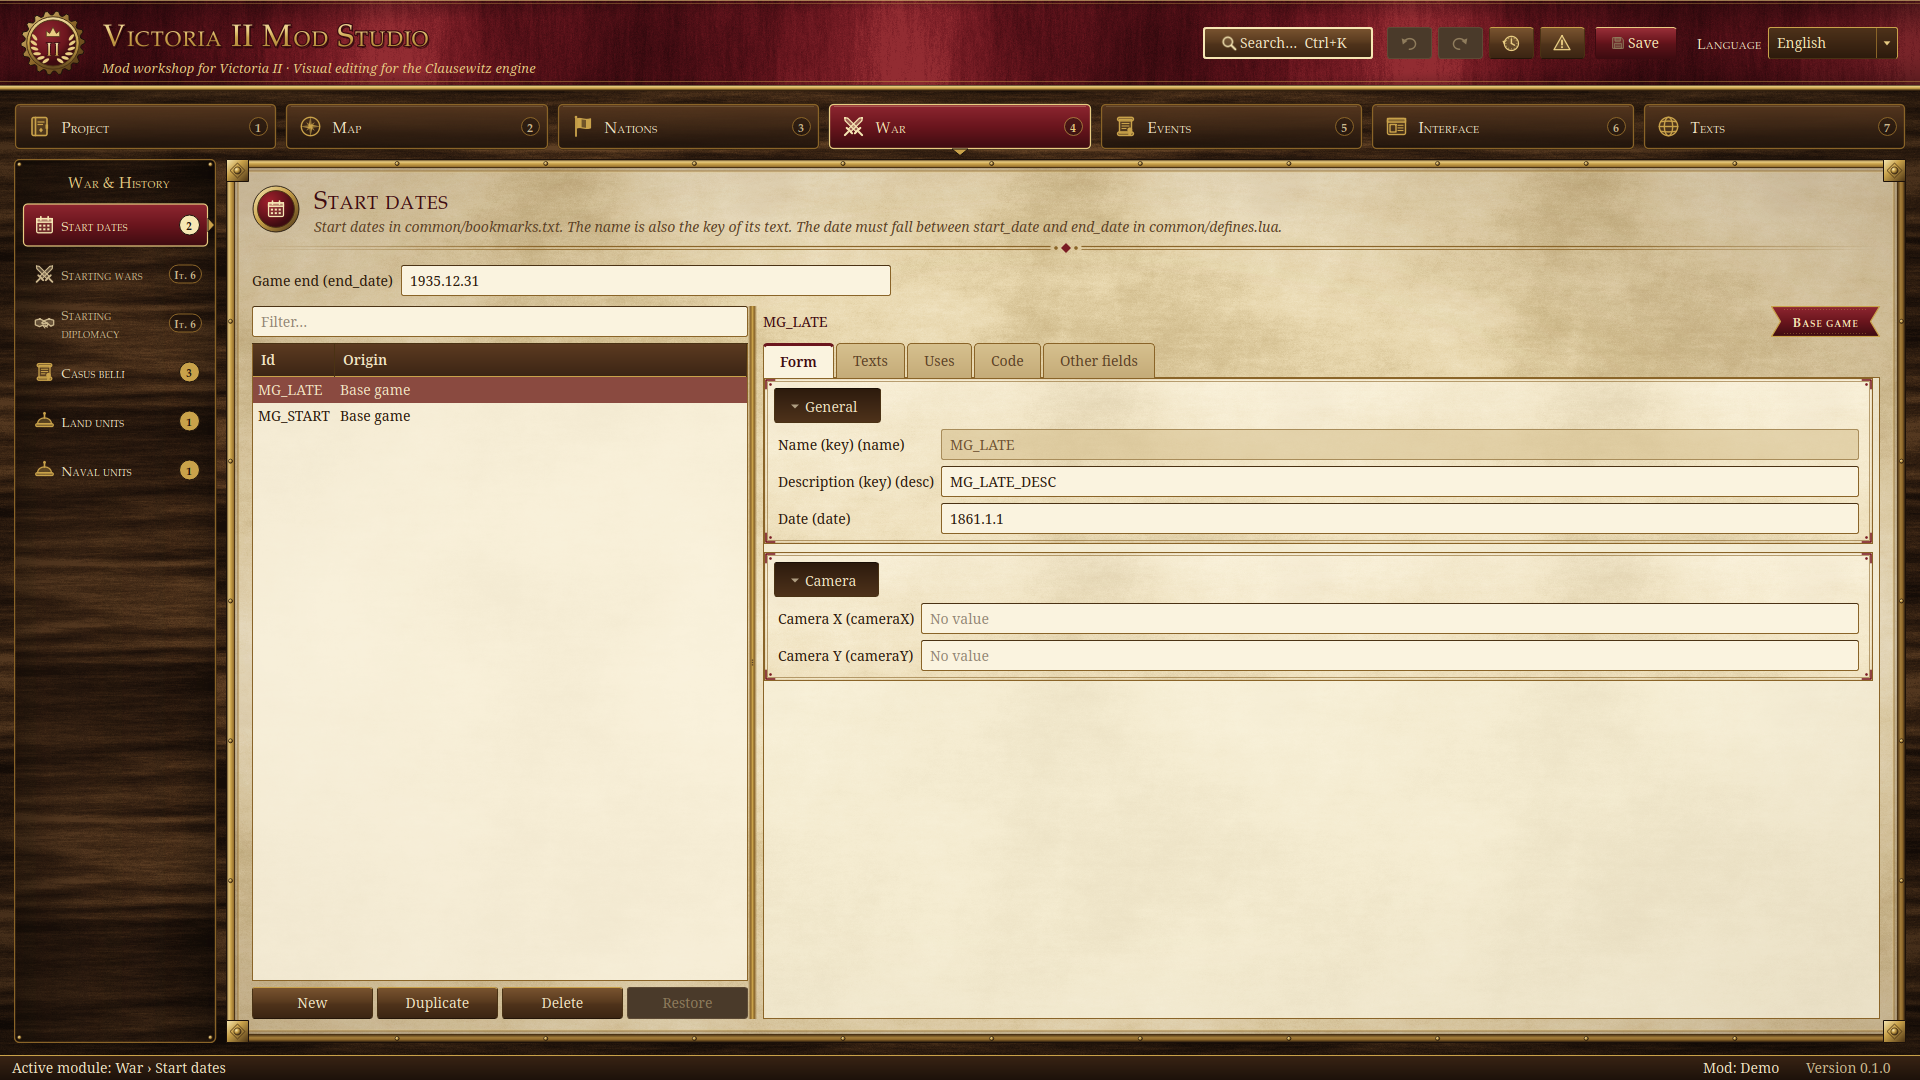 Victoria II Mod Studio
Mod workshop for Victoria II · Visual editing for the Clausewitz engine
Search... Ctrl+K
Save
Language
English
II
Project 1
Map 2
Nations 3
War 4
Events 5
Interface 6
Texts 7
War & History
Start dates 2
Starting wars It. 6
Starting diplomacy It. 6
Casus belli 3
Land units 1
Naval units 1
Start dates
Start dates in common/bookmarks.txt. The name is also the key of its text. The date must fall between start_date and end_date in common/defines.lua.
Game end (end_date) 1935.12.31
Filter...
Id Origin
MG_LATE Base game
MG_START Base game
New Duplicate Delete Restore
MG_LATE
Base game
Form Texts Uses Code Other fields
General
Name (key) (name) MG_LATE
Description (key) (desc) MG_LATE_DESC
Date (date) 1861.1.1
Camera
Camera X (cameraX) No value
Camera Y (cameraY) No value
Active module: War › Start dates
Mod: Demo
Version 0.1.0